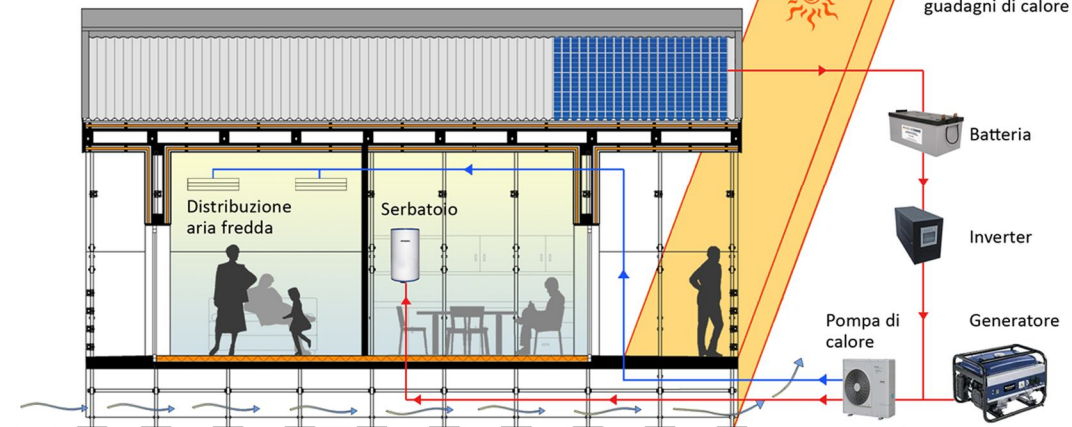 guadagni di calore
Batteria
Distribuzione
aria fredda
Serbatoio
Inverter
Pompa di
calore
Generatore